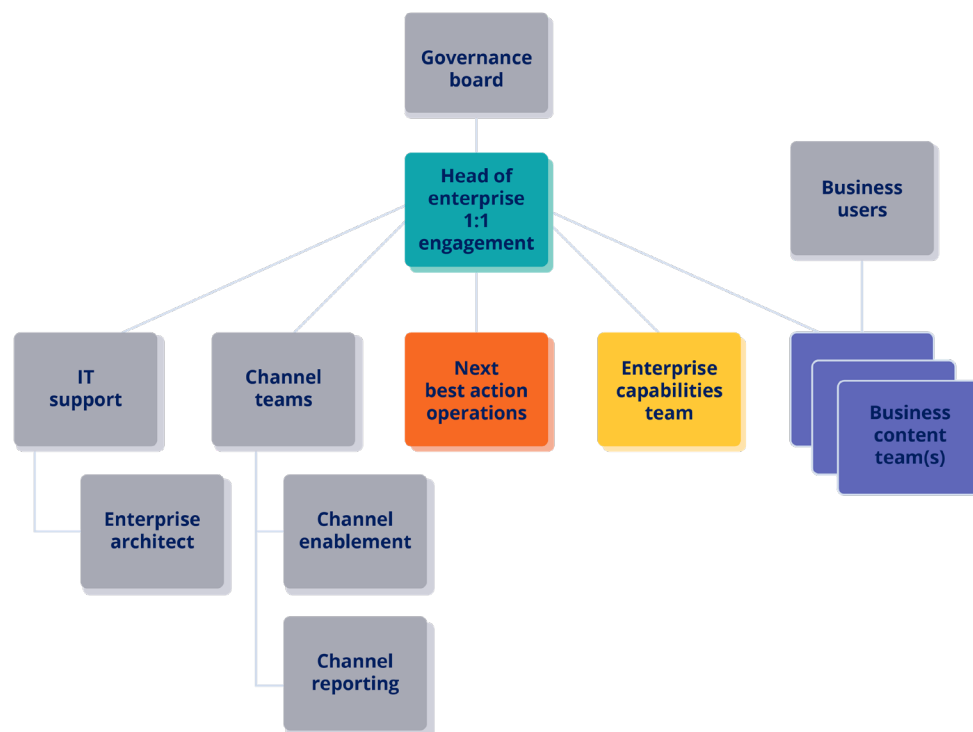 Governance
board
Head of
enterprise
1:1
engagement
Business
users
IT
support
Channel
teams
Next
best action
operations
Enterprise
capabilities
team
Business
content
team(s)
Enterprise
architect
Channel
enablement
Channel
reporting